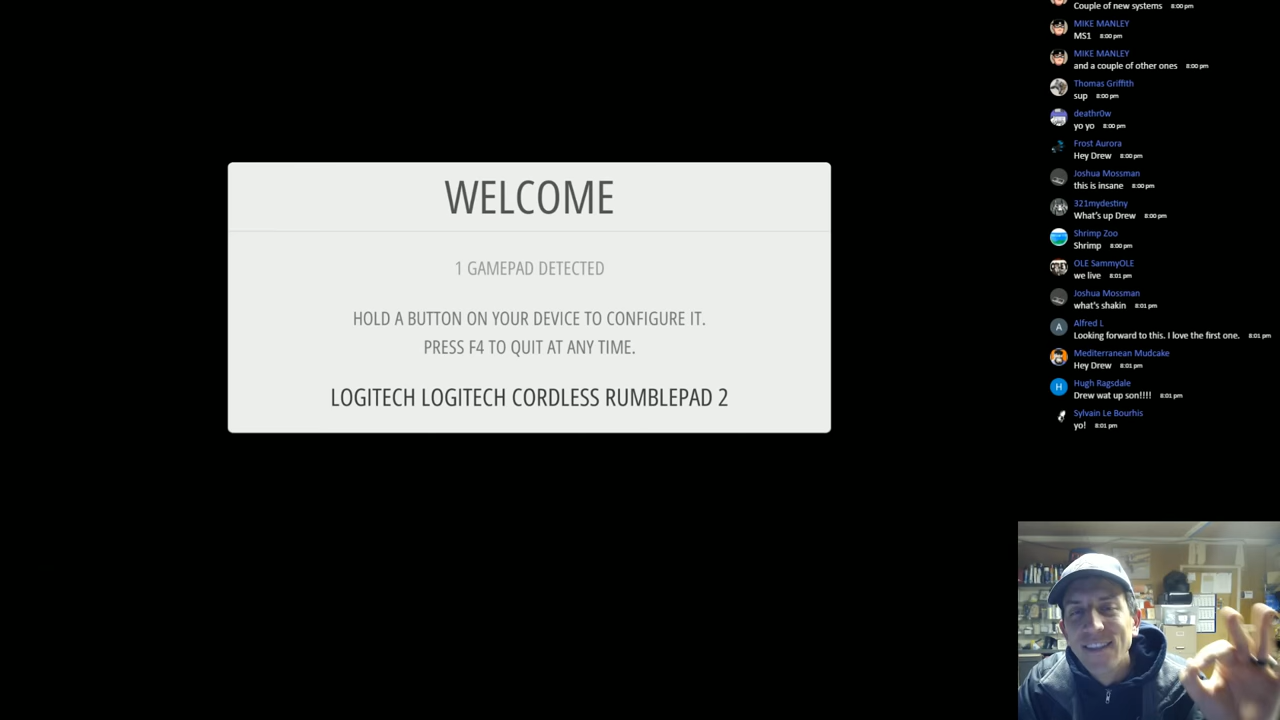 WELCOME
1 GAMEPAD DETECTED
HOLD A BUTTON ON YOUR DEVICE TO CONFIGURE IT.
PRESS F4 TO QUIT AT ANY TIME.
LOGITECH LOGITECH CORDLESS RUMBLEPAD 2
Couple of new systems 8:00 pm
MIKE MANLEY
MS1 8:00 pm
MIKE MANLEY
and a couple of other ones 8:00 pm
Thomas Griffith
sup 8:00 pm
deathr0w
yo yo 8:00 pm
Frost Aurora
Hey Drew 8:00 pm
Joshua Mossman
this is insane 8:00 pm
321mydestiny
What's up Drew 8:00 pm
Shrimp Zoo
Shrimp 8:00 pm
OLE SammyOLE
we live 8:01 pm
Joshua Mossman
what's shakin 8:01 pm
A
Alfred L
Looking forward to this. I love the first one. 8:01 pm
Mediterranean Mudcake
Hey Drew 8:01 pm
H
Hugh Ragsdale
Drew wat up son!!!! 8:01 pm
Sylvain Le Bourhis
yo! 8:01 pm